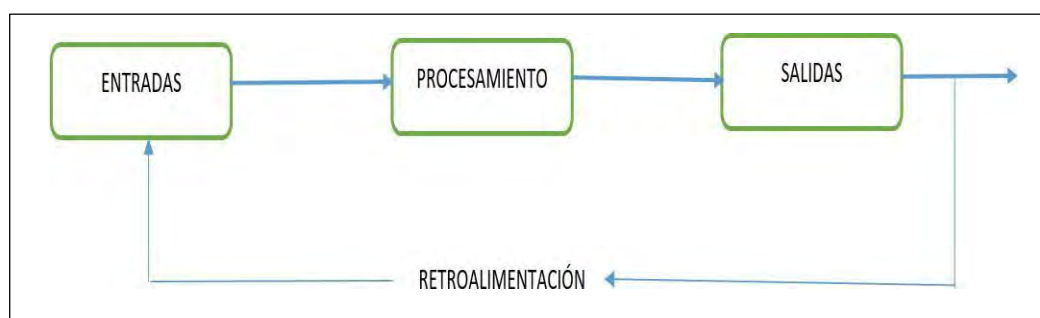 ENTRADAS
PROCESAMIENTO
SALIDAS
RETROALIMENTACIÓN